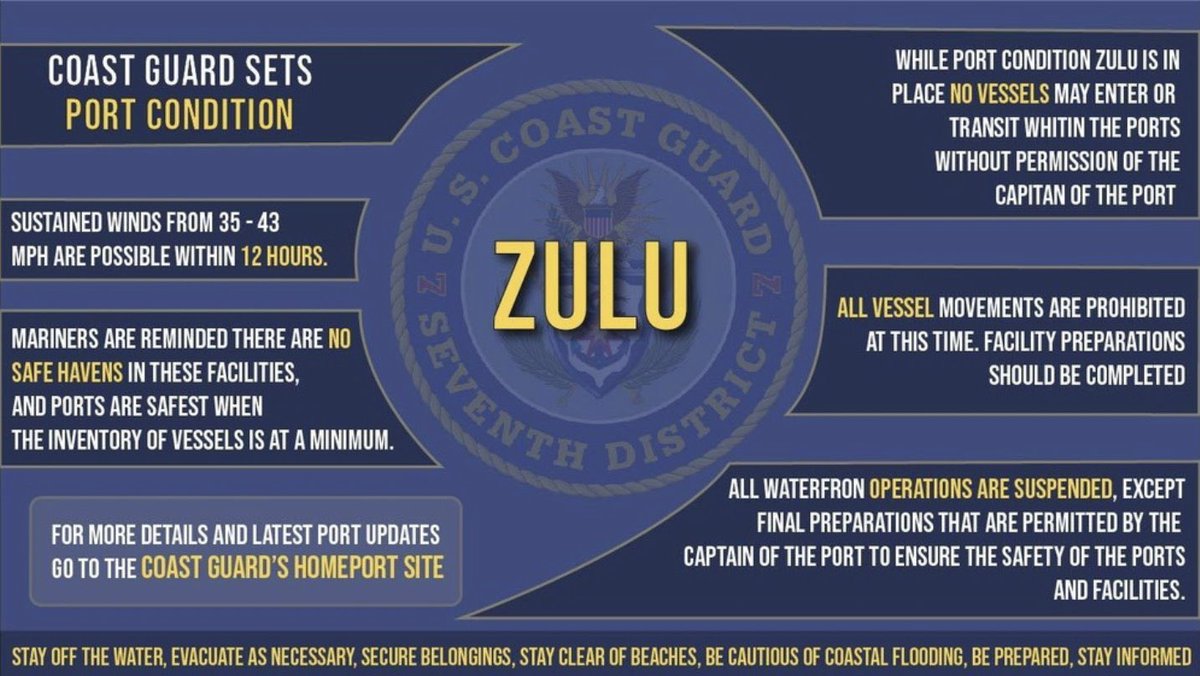 COAST GUARD SETS
PORT CONDITION
SUSTAINED WINDS FROM 35 - 43
MPH ARE POSSIBLE WITHIN 12 HOURS.
MARINERS ARE REMINDED THERE ARE NO
SAFE HAVENS IN THESE FACILITIES,
AND PORTS ARE SAFEST WHEN
THE INVENTORY OF VESSELS IS AT A MINIMUM.
FOR MORE DETAILS AND LATEST PORT UPDATES
GO TO THE COAST GUARD'S HOMEPORT SITE
U. S. COAST GUARD
Z Z
SEVENTH DISTRICT
ZULU
WHILE PORT CONDITION ZULU IS IN
PLACE NO VESSELS MAY ENTER OR
TRANSIT WHITIN THE PORTS
WITHOUT PERMISSION OF THE
CAPITAN OF THE PORT
ALL VESSEL MOVEMENTS ARE PROHIBITED
AT THIS TIME. FACILITY PREPARATIONS
SHOULD BE COMPLETED
ALL WATERFRON OPERATIONS ARE SUSPENDED, EXCEPT
FINAL PREPARATIONS THAT ARE PERMITTED BY THE
CAPTAIN OF THE PORT TO ENSURE THE SAFETY OF THE PORTS
AND FACILITIES.
STAY OFF THE WATER, EVACUATE AS NECESSARY, SECURE BELONGINGS, STAY CLEAR OF BEACHES, BE CAUTIOUS OF COASTAL FLOODING, BE PREPARED, STAY INFORMED